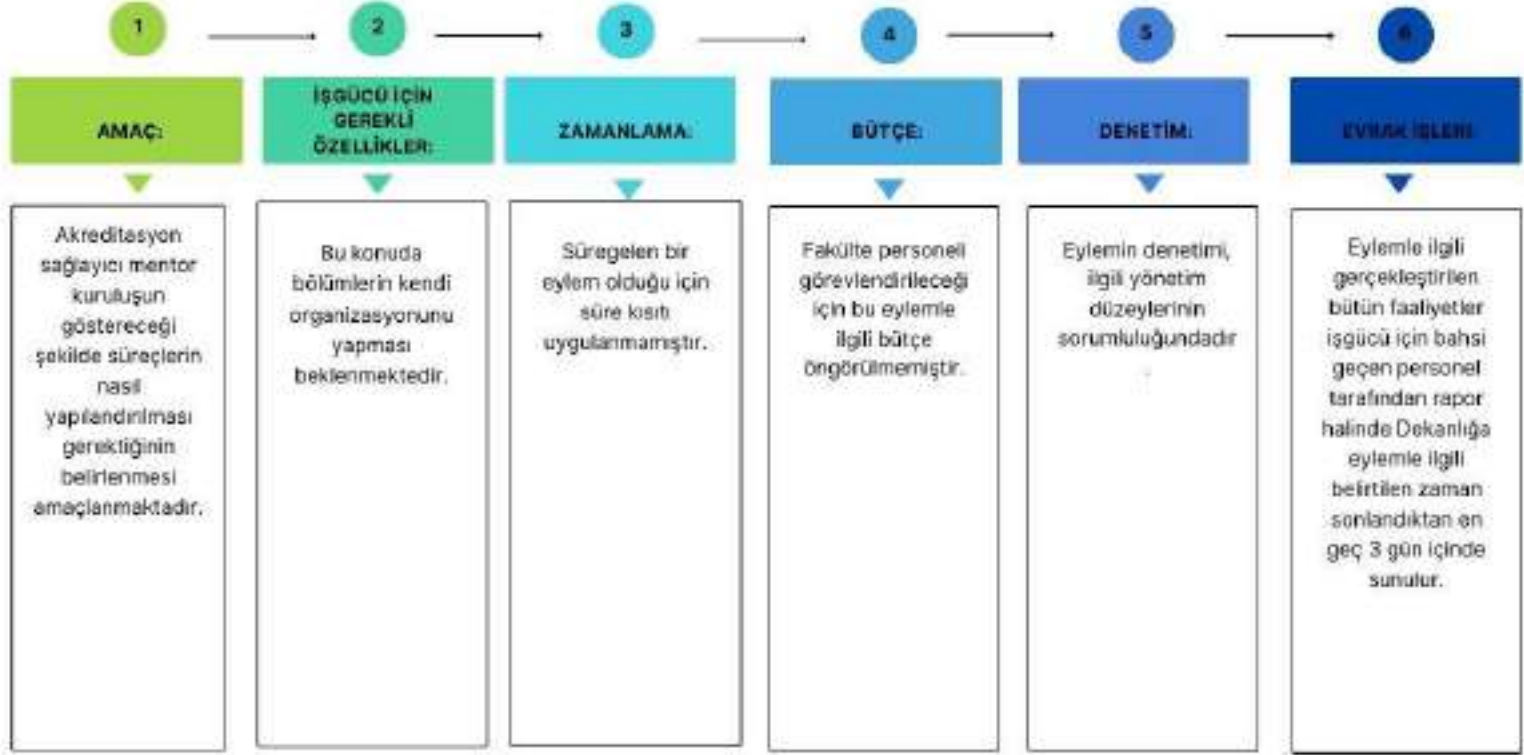 1
2
3
4
5
6
AMAÇ:
İŞGÜCÜ İÇİN
GEREKLİ
ÖZELLİKLER:
ZAMANLAMA:
BÜTÇE:
DENETİM:
EVRAK İŞLERİ:
Akreditasyon
sağlayıcı mentor
kuruluşun
göstereceği
şekilde süreçlerin
nasıl
yapılandırılması
gerektiğinin
belirlenmesi
amaçlanmaktadır.
Bu konuda
bölümlerin kendi
organizasyonunu
yapması
beklenmektedir.
Süregelen bir
eylem olduğu için
süre kısıtı
uygulanmamıştır.
Fakülte personeli
görevlendirileceği
için bu eylemle
ilgili bütçe
öngörülmemiştir.
Eylemin denetimi,
ilgili yönetim
düzeylerinin
sorumluluğundadır
.
Eylemle ilgili
gerçekleştirilen
bütün faaliyetler
işgücü için bahsi
geçen personel
tarafından rapor
halinde Dekanlığa
eylemle ilgili
belirtilen zaman
sonlandıktan en
geç 3 gün içinde
sunulur.